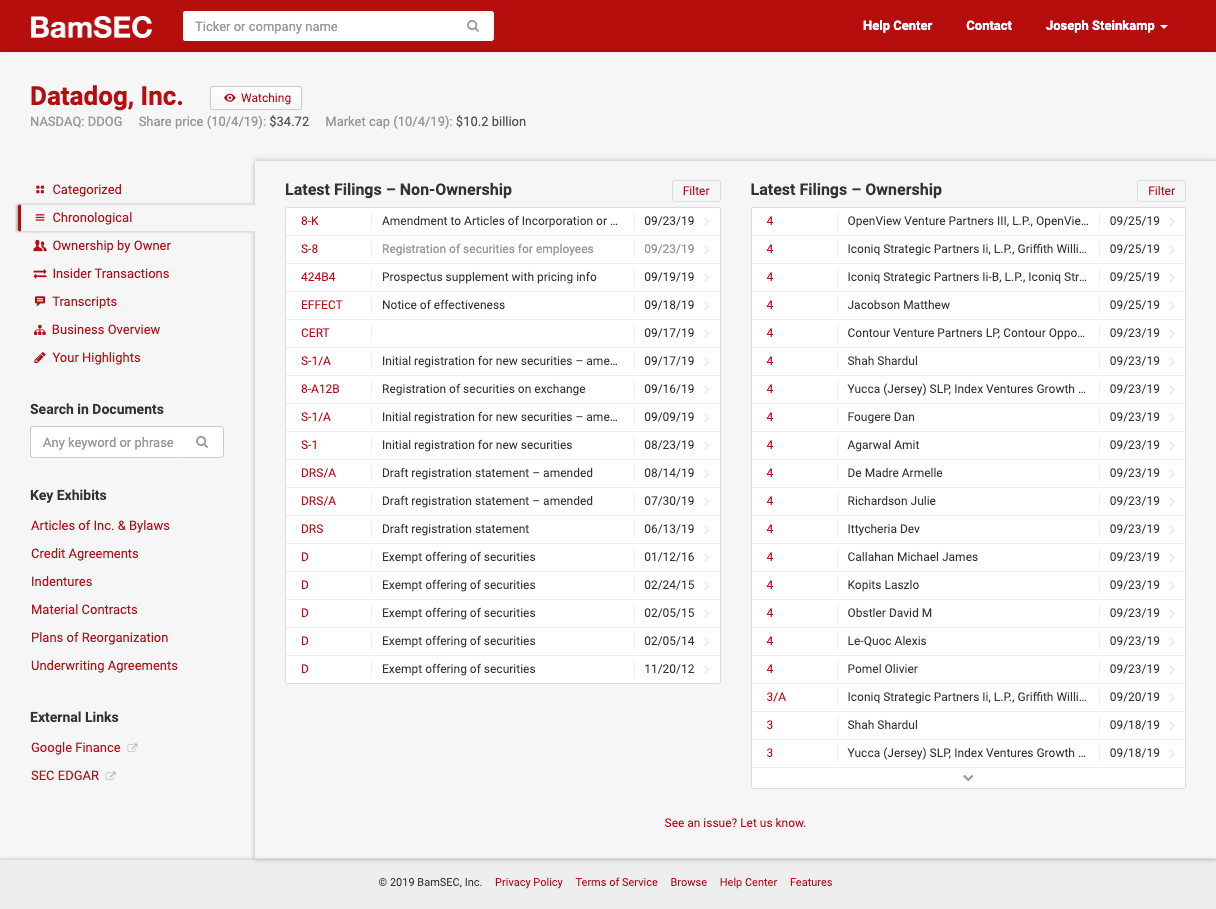 BamSEC
Ticker or company name
Help Center
Contact
Joseph Steinkamp
Datadog, Inc.
Watching
NASDAQ: DDOG Share price (10/4/19): $34.72 Market cap (10/4/19): $10.2 billion
Categorized
Chronological
Ownership by Owner
Insider Transactions
Transcripts
Business Overview
Your Highlights
Search in Documents
Any keyword or phrase
Key Exhibits
Articles of Inc. & Bylaws
Credit Agreements
Indentures
Material Contracts
Plans of Reorganization
Underwriting Agreements
External Links
Google Finance
SEC EDGAR
Latest Filings – Non-Ownership
Filter
8-K Amendment to Articles of Incorporation or ... 09/23/19
S-8 Registration of securities for employees 09/23/19
424B4 Prospectus supplement with pricing info 09/19/19
EFFECT Notice of effectiveness 09/18/19
CERT 09/17/19
S-1/A Initial registration for new securities – ame... 09/17/19
8-A12B Registration of securities on exchange 09/16/19
S-1/A Initial registration for new securities – ame... 09/09/19
S-1 Initial registration for new securities 08/23/19
DRS/A Draft registration statement – amended 08/14/19
DRS/A Draft registration statement – amended 07/30/19
DRS Draft registration statement 06/13/19
D Exempt offering of securities 01/12/16
D Exempt offering of securities 02/24/15
D Exempt offering of securities 02/05/15
D Exempt offering of securities 02/05/14
D Exempt offering of securities 11/20/12
Latest Filings – Ownership
Filter
4 OpenView Venture Partners III, L.P., OpenVie... 09/25/19
4 Iconiq Strategic Partners Ii, L.P., Griffith Willi... 09/25/19
4 Iconiq Strategic Partners Ii-B, L.P., Iconiq Str... 09/25/19
4 Jacobson Matthew 09/25/19
4 Contour Venture Partners LP, Contour Oppo... 09/23/19
4 Shah Shardul 09/23/19
4 Yucca (Jersey) SLP, Index Ventures Growth ... 09/23/19
4 Fougere Dan 09/23/19
4 Agarwal Amit 09/23/19
4 De Madre Armelle 09/23/19
4 Richardson Julie 09/23/19
4 Ittycheria Dev 09/23/19
4 Callahan Michael James 09/23/19
4 Kopits Laszlo 09/23/19
4 Obstler David M 09/23/19
4 Le-Quoc Alexis 09/23/19
4 Pomel Olivier 09/23/19
3/A Iconiq Strategic Partners Ii, L.P., Griffith Willi... 09/20/19
3 Shah Shardul 09/18/19
3 Yucca (Jersey) SLP, Index Ventures Growth ... 09/18/19
See an issue? Let us know.
© 2019 BamSEC, Inc. Privacy Policy Terms of Service Browse Help Center Features